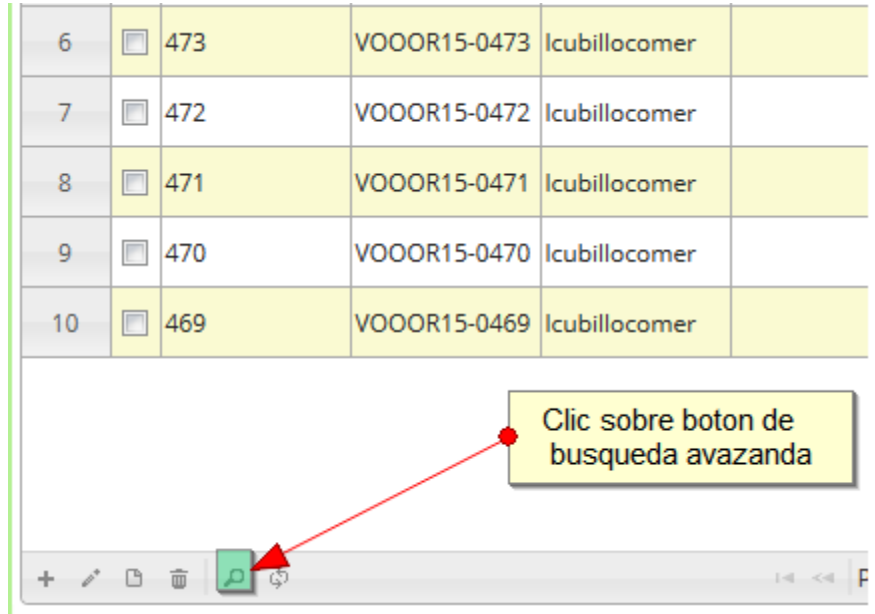 6 473 VOOOR15-0473 lcubillocomer
7 472 VOOOR15-0472 lcubillocomer
8 471 VOOOR15-0471 lcubillocomer
9 470 VOOOR15-0470 lcubillocomer
10 469 VOOOR15-0469 lcubillocomer
Clic sobre boton de
busqueda avazanda